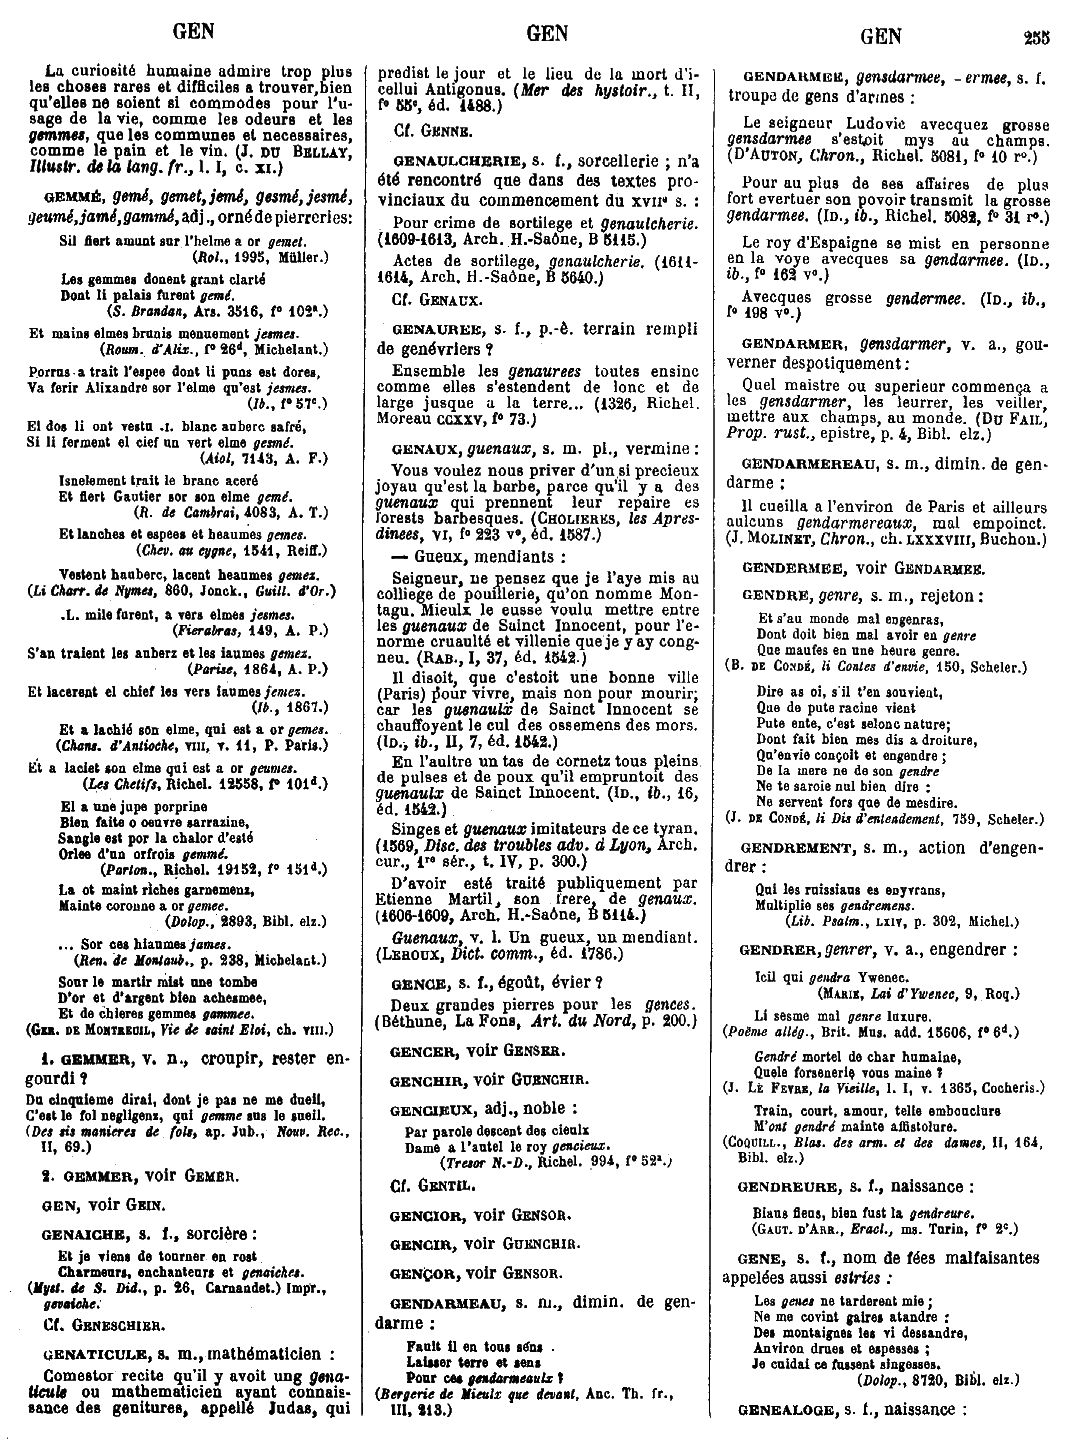 GEN
GEN
GEN
255
La curiosité humaine admire trop plus
les choses rares et difficiles a trouver, bien
qu'elles ne soient si commodes pour l'u-
sage de la vie, comme les odeurs et les
gemmes, que les communes et necessaires,
comme le pain et le vin. (J. DU BELLAY,
Illustr. de la lang. fr., l. I, c. XI.)
GEMMÉ, gemé, gemet, jemé, gesmé, jesmé,
geumé, jamé, gammé, adj., orné de pierreries:
Sil fiert amunt sur l'helme a or gemet.
(Rol., 1995, Müller.)
Les gemmes donent grant clarté
Dont li palais furent gemé.
(S. Brandan, Ars. 3516, f° 102ª.)
Et mains elmes brunis menuement jesmes.
(Roum. d'Alix., f° 26d, Michelant.)
Porrus a trait l'espee dont li puns est dores,
Va ferir Alixandre sor l'elme qu'est jesmes.
(Ib., f° 57c.)
El dos li ont vestu .I. blanc auberc safré,
Si li ferment el cief un vert elme gesmé.
(Aiol, 7143, A. F.)
Isnelement trait le branc aceré
Et fiert Gautier sor son elme gemé.
(R. de Cambrai, 4083, A. T.)
Et lanches et espees et heaumes gemes.
(Chev. au cygne, 1541, Reiff.)
Vestent hauberc, lacent heaumes gemez.
(Li Charr. de Nymes, 860, Jonck., Guill. d'Or.)
.L. mile furent, a vers elmes jesmes.
(Fierabras, 149, A. P.)
S'an traient les auberz et les iaumes gemez.
(Parise, 1864, A. P.)
Et lacerent el chief les vers iaumes jemez.
(Ib., 1867.)
Et a lachié son elme, qui est a or gemes.
(Chans. d'Antioche, VIII, v. 11, P. Paris.)
Et a laciet son elme qui est a or geumes.
(Les Chetifs, Richel. 12558, f° 101d.)
El a une jupe porprine
Bien faite o oeuvre sarrazine,
Sangle est por la chalor d'esté
Orlee d'un orfrois gemmé.
(Parton., Richel. 19152, f° 151d.)
La ot maint riches garnemenz,
Mainte coronne a or gemee.
(Dolop., 2893, Bibl. elz.)
... Sor ces hiaumes james.
(Ren. de Montaub., p. 238, Michelant.)
Sour le martir mist une tombe
D'or et d'argent bien achesmee,
Et de chieres gemmes gammee.
(GER. DE MONTREUIL, Vie de saint Eloi, ch. VIII.)
1. GEMMER, v. n., croupir, rester en-
gourdi ?
Du cinquieme dirai, dont je pas ne me dueil,
C'est le fol negligenz, qui gemme sus le sueil.
(Des sis manieres de fols, ap. Jub., Nouv. Rec.,
II, 69.)
2. GEMMER, voir GEMER.
GEN, voir GEIN.
GENAICHE, s. f., sorcière :
Et je viens de tourner en rost
Charmeurs, enchanteurs et genaiches.
(Myst. de S. Did., p. 26, Carnandet.) Impr.,
gevaiche.
Cf. GENESCHIER.
GENATICULE, s. m., mathématicien :
Comestor recite qu'il y avoit ung gena-
ticule ou mathematicien ayant connais-
sance des genitures, appellé Judas, qui
predist le jour et le lieu de la mort d'i-
cellui Antigonus. (Mer des hystoir., t. II,
f° 55c, éd. 1488.)
Cf. GENNE.
GENAULCHERIE, s. f., sorcellerie ; n'a
été rencontré que dans des textes pro-
vinciaux du commencement du XVIIe s. :
Pour crime de sortilege et genaulcherie.
(1609-1613, Arch. H.-Saône, B 5115.)
Actes de sortilege, genaulcherie. (1611-
1614, Arch. H.-Saône, B 5640.)
Cf. GENAUX.
GENAUREE, s. f., p.-ê. terrain rempli
de genévriers ?
Ensemble les genaurees toutes ensinc
comme elles s'estendent de lonc et de
large jusque a la terre... (1326, Richel.
Moreau CCXXV, f° 73.)
GENAUX, guenaux, s. m. pl., vermine :
Vous voulez nous priver d'un si precieux
joyau qu'est la barbe, parce qu'il y a des
guenaux qui prennent leur repaire es
forests barbesques. (CHOLIERES, les Apres-
dinees, VI, f° 223 v°, éd. 1587.)
— Gueux, mendiants :
Seigneur, ne pensez que je l'aye mis au
colliege de pouillerie, qu'on nomme Mon-
tagu. Mieulx le eusse voulu mettre entre
les guenaux de Sainct Innocent, pour l'e-
norme cruaulté et villenie que je y ay cong-
neu. (RAB., I, 37, éd. 1542.)
Il disoit, que c'estoit une bonne ville
(Paris) pour vivre, mais non pour mourir;
car les guenaulx de Sainct Innocent se
chauffoyent le cul des ossemens des mors.
(ID., ib., II, 7, éd. 1542.)
En l'aultre un tas de cornetz tous pleins
de pulses et de poux qu'il empruntoit des
guenaulx de Sainct Innocent. (ID., ib., 16,
éd. 1542.)
Singes et guenaux imitateurs de ce tyran.
(1569, Disc. des troubles adv. a Lyon, Arch.
cur., 1re sér., t. IV, p. 300.)
D'avoir esté traité publiquement par
Etienne Martil, son frere, de genaux.
(1606-1609, Arch. H.-Saône, B 5114.)
Guenaux, v. l. Un gueux, un mendiant.
(LEROUX, Dict. comm., éd. 1786.)
GENCE, s. f., égoût, évier ?
Deux grandes pierres pour les gences.
(Béthune, La Fons, Art. du Nord, p. 200.)
GENCER, voir GENSER.
GENCHIR, voir GUENCHIR.
GENCIEUX, adj., noble :
Par parole descent des cieulx
Dame a l'autel le roy gencieux.
(Tresor N.-D., Richel. 994, f° 52ª.)
Cf. GENTIL.
GENCIOR, voir GENSOR.
GENCIR, voir GUENCHIR.
GENÇOR, voir GENSOR.
GENDARMEAU, s. m., dimin. de gen-
darme :
Fault il en tous séns
Laisser terre et sens
Pour ces gendarmeaulx ?
(Bergerie de Mieulx que devant, Anc. Th. fr.,
III, 213.)
GENDARMEE, gensdarmee, - ermee, s. f.
troupe de gens d'armes :
Le seigneur Ludovic avecquez grosse
gensdarmee s'estoit mys au champs.
(D'AUTON, Chron., Richel. 5081, f° 10 r°.)
Pour au plus de ses affaires de plus
fort evertuer son povoir transmit la grosse
gendarmee. (ID., ib., Richel. 5082, f° 31 r°.)
Le roy d'Espaigne se mist en personne
en la voye avecques sa gendarmee. (ID.,
ib., f° 162 v°.)
Avecques grosse gendermee. (ID., ib.,
f° 198 v°.)
GENDARMER, gensdarmer, v. a., gou-
verner despotiquement :
Quel maistre ou superieur commença a
les gensdarmer, les leurrer, les veiller,
mettre aux champs, au monde. (DU FAIL,
Prop. rust., epistre, p. 4, Bibl. elz.)
GENDARMEREAU, s. m., dimin. de gen-
darme :
Il cueilla a l'environ de Paris et ailleurs
aulcuns gendarmereaux, mal empoinct.
(J. MOLINET, Chron., ch. LXXXVIII, Buchon.)
GENDERMEE, voir GENDARMEE.
GENDRE, genre, s. m., rejeton :
Et s'au monde mal engenras,
Dont doit bien mal avoir en genre
Que maufes en une heure genre.
(B. DE CONDÉ, li Contes d'envie, 150, Scheler.)
Dire as oi, s'il t'en souvient,
Que de pute racine vient
Pute ente, c'est selonc nature;
Dont fait bien mes dis a droiture,
Qu'envie conçoit et engendre ;
De la mere ne de son gendre
Ne te saroie nul bien dire :
Ne servent fors que de mesdire.
(J. DE CONDÉ, li Dis d'entendement, 759, Scheler.)
GENDREMENT, s. m., action d'engen-
drer :
Qui les ruissiaus es enyvrans,
Multiplie ses gendremens.
(Lib. Psalm., LXIV, p. 302, Michel.)
GENDRER, genrer, v. a., engendrer :
Icil qui gendra Ywenec.
(MARIE, Lai d'Ywenec, 9, Roq.)
Li sesme mal genre luxure.
(Poême allég., Brit. Mus. add. 15606, f° 6d.)
Gendré mortel de char humaine,
Quele forsenerie vous maine ?
(J. LE FEVRE, la Vieille, l. I, v. 1365, Cocheris.)
Train, court, amour, telle embouclure
M'ont gendré mainte affistolure.
(COQUILL., Blas. des arm. et des dames, II, 164,
Bibl. elz.)
GENDREURE, s. f., naissance :
Biaus fieus, bien fust la gendreure.
(GAUT. D'ARR., Eracl., ms. Turin, f° 2c.)
GENE, s. f., nom de fées malfaisantes
appelées aussi estries :
Les genes ne tarderent mie ;
Ne me covint gaires atandre :
Des montaignes les vi dessandre,
Anviron drues et espesses ;
Je cuidai ce fussent singesses.
(Dolop., 8720, Bibl. elz.)
GENEALOGE, s. f., naissance :